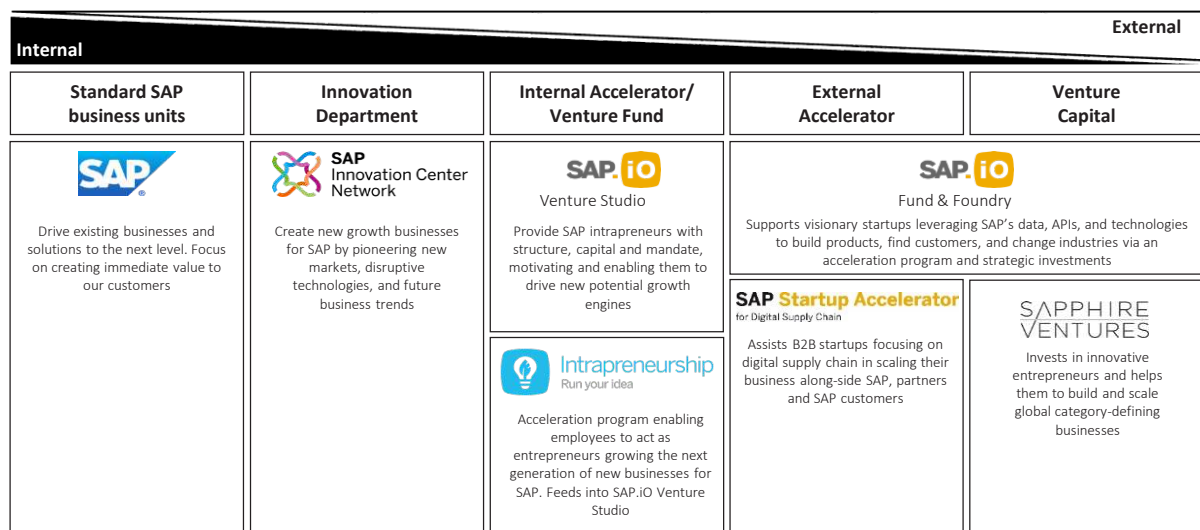 External
Internal
Standard SAP
business units
Innovation
Department
Internal Accelerator/
Venture Fund
External
Accelerator
Venture
Capital
SAP
®
Drive existing businesses and
solutions to the next level. Focus
on creating immediate value to
our customers
SAP
Innovation Center
Network
Create new growth businesses
for SAP by pioneering new
markets, disruptive
technologies, and future
business trends
SAP.iO
Venture Studio
Provide SAP intrapreneurs with
structure, capital and mandate,
motivating and enabling them to
drive new potential growth
engines
Intrapreneurship
Run your idea
Acceleration program enabling
employees to act as
entrepreneurs growing the next
generation of new businesses for
SAP. Feeds into SAP.iO Venture
Studio
SAP.iO
Fund & Foundry
Supports visionary startups leveraging SAP’s data, APIs, and technologies
to build products, find customers, and change industries via an
acceleration program and strategic investments
SAP Startup Accelerator
for Digital Supply Chain
Assists B2B startups focusing on
digital supply chain in scaling their
business along-side SAP, partners
and SAP customers
SAPPHIRE
VENTURES
Invests in innovative
entrepreneurs and helps
them to build and scale
global category-defining
businesses